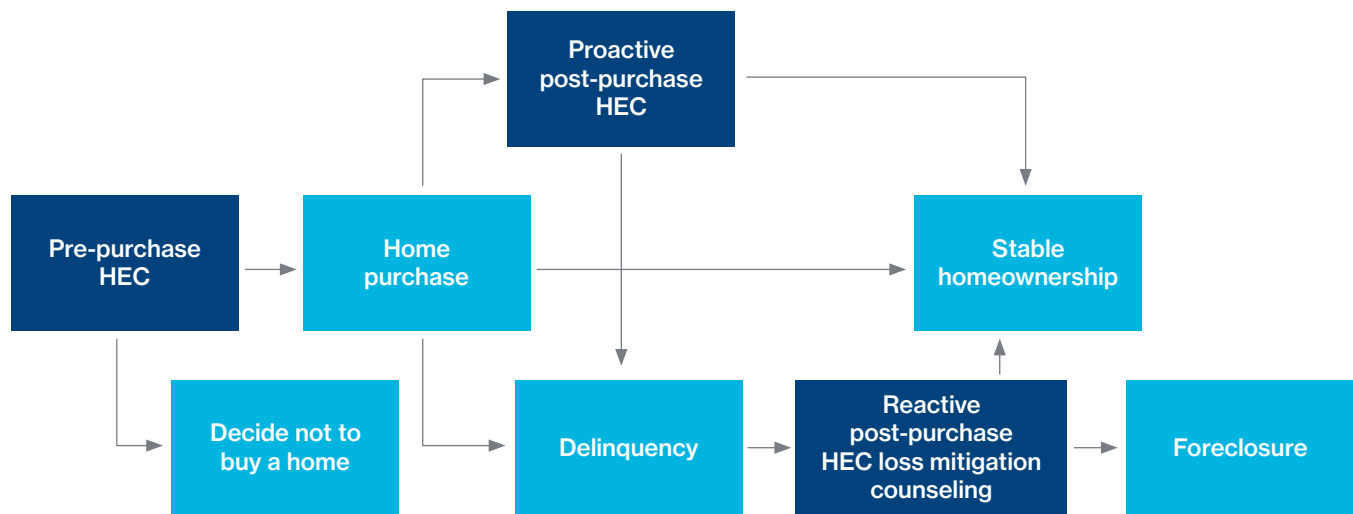 Proactive
post-purchase
HEC
Pre-purchase
HEC
Home
purchase
Stable
homeownership
Decide not to
buy a home
Delinquency
Reactive
post-purchase
HEC loss mitigation
counseling
Foreclosure